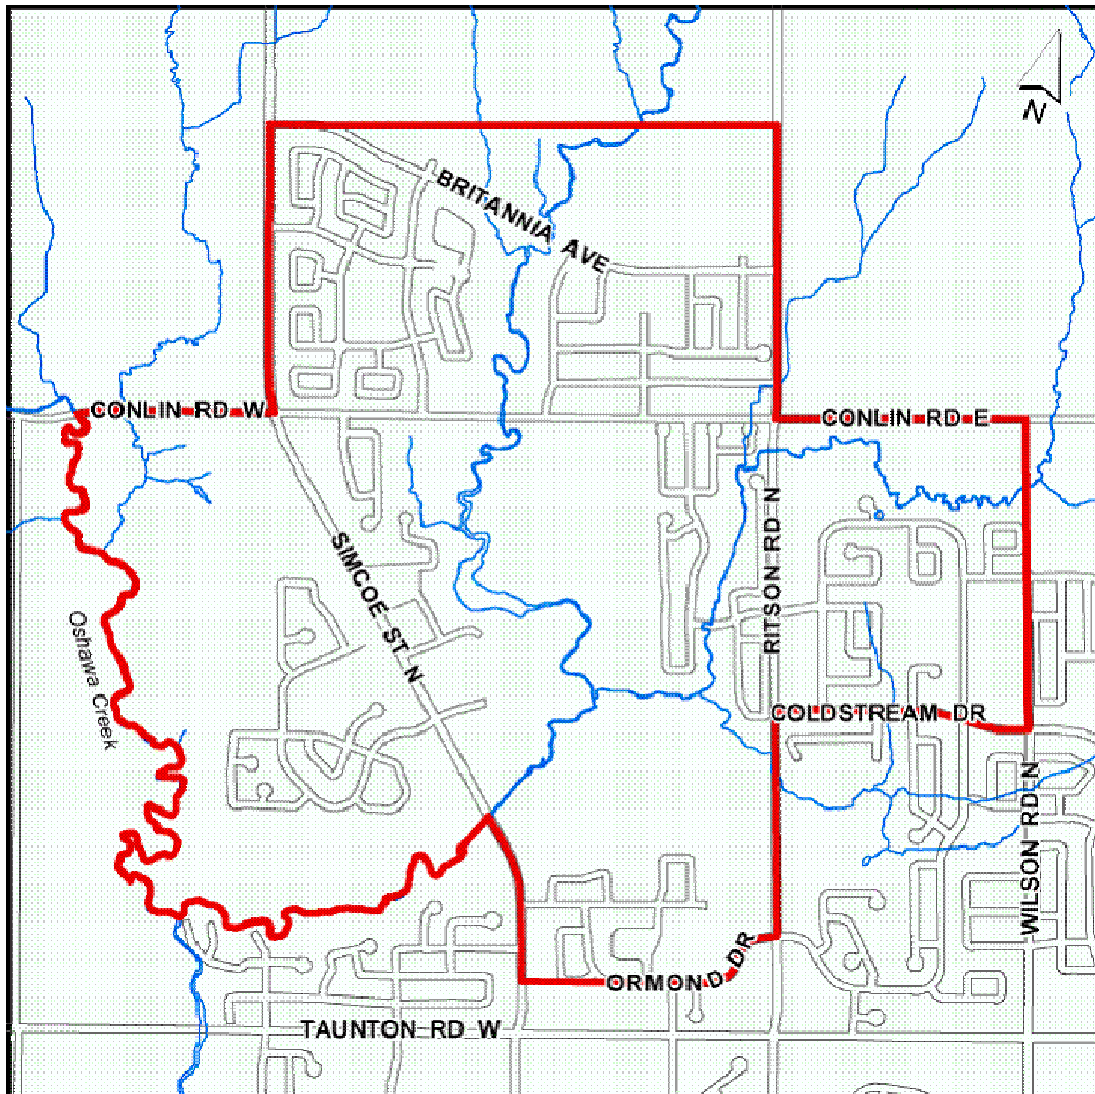 N
BRITANNIA AVE
CONLIN RD W
CONLIN RD E
SIMCOE ST N
RITSON RD N
Oshawa Creek
COLDSTREAM DR
WILSON RD N
ORMOND DR
TAUNTON RD W